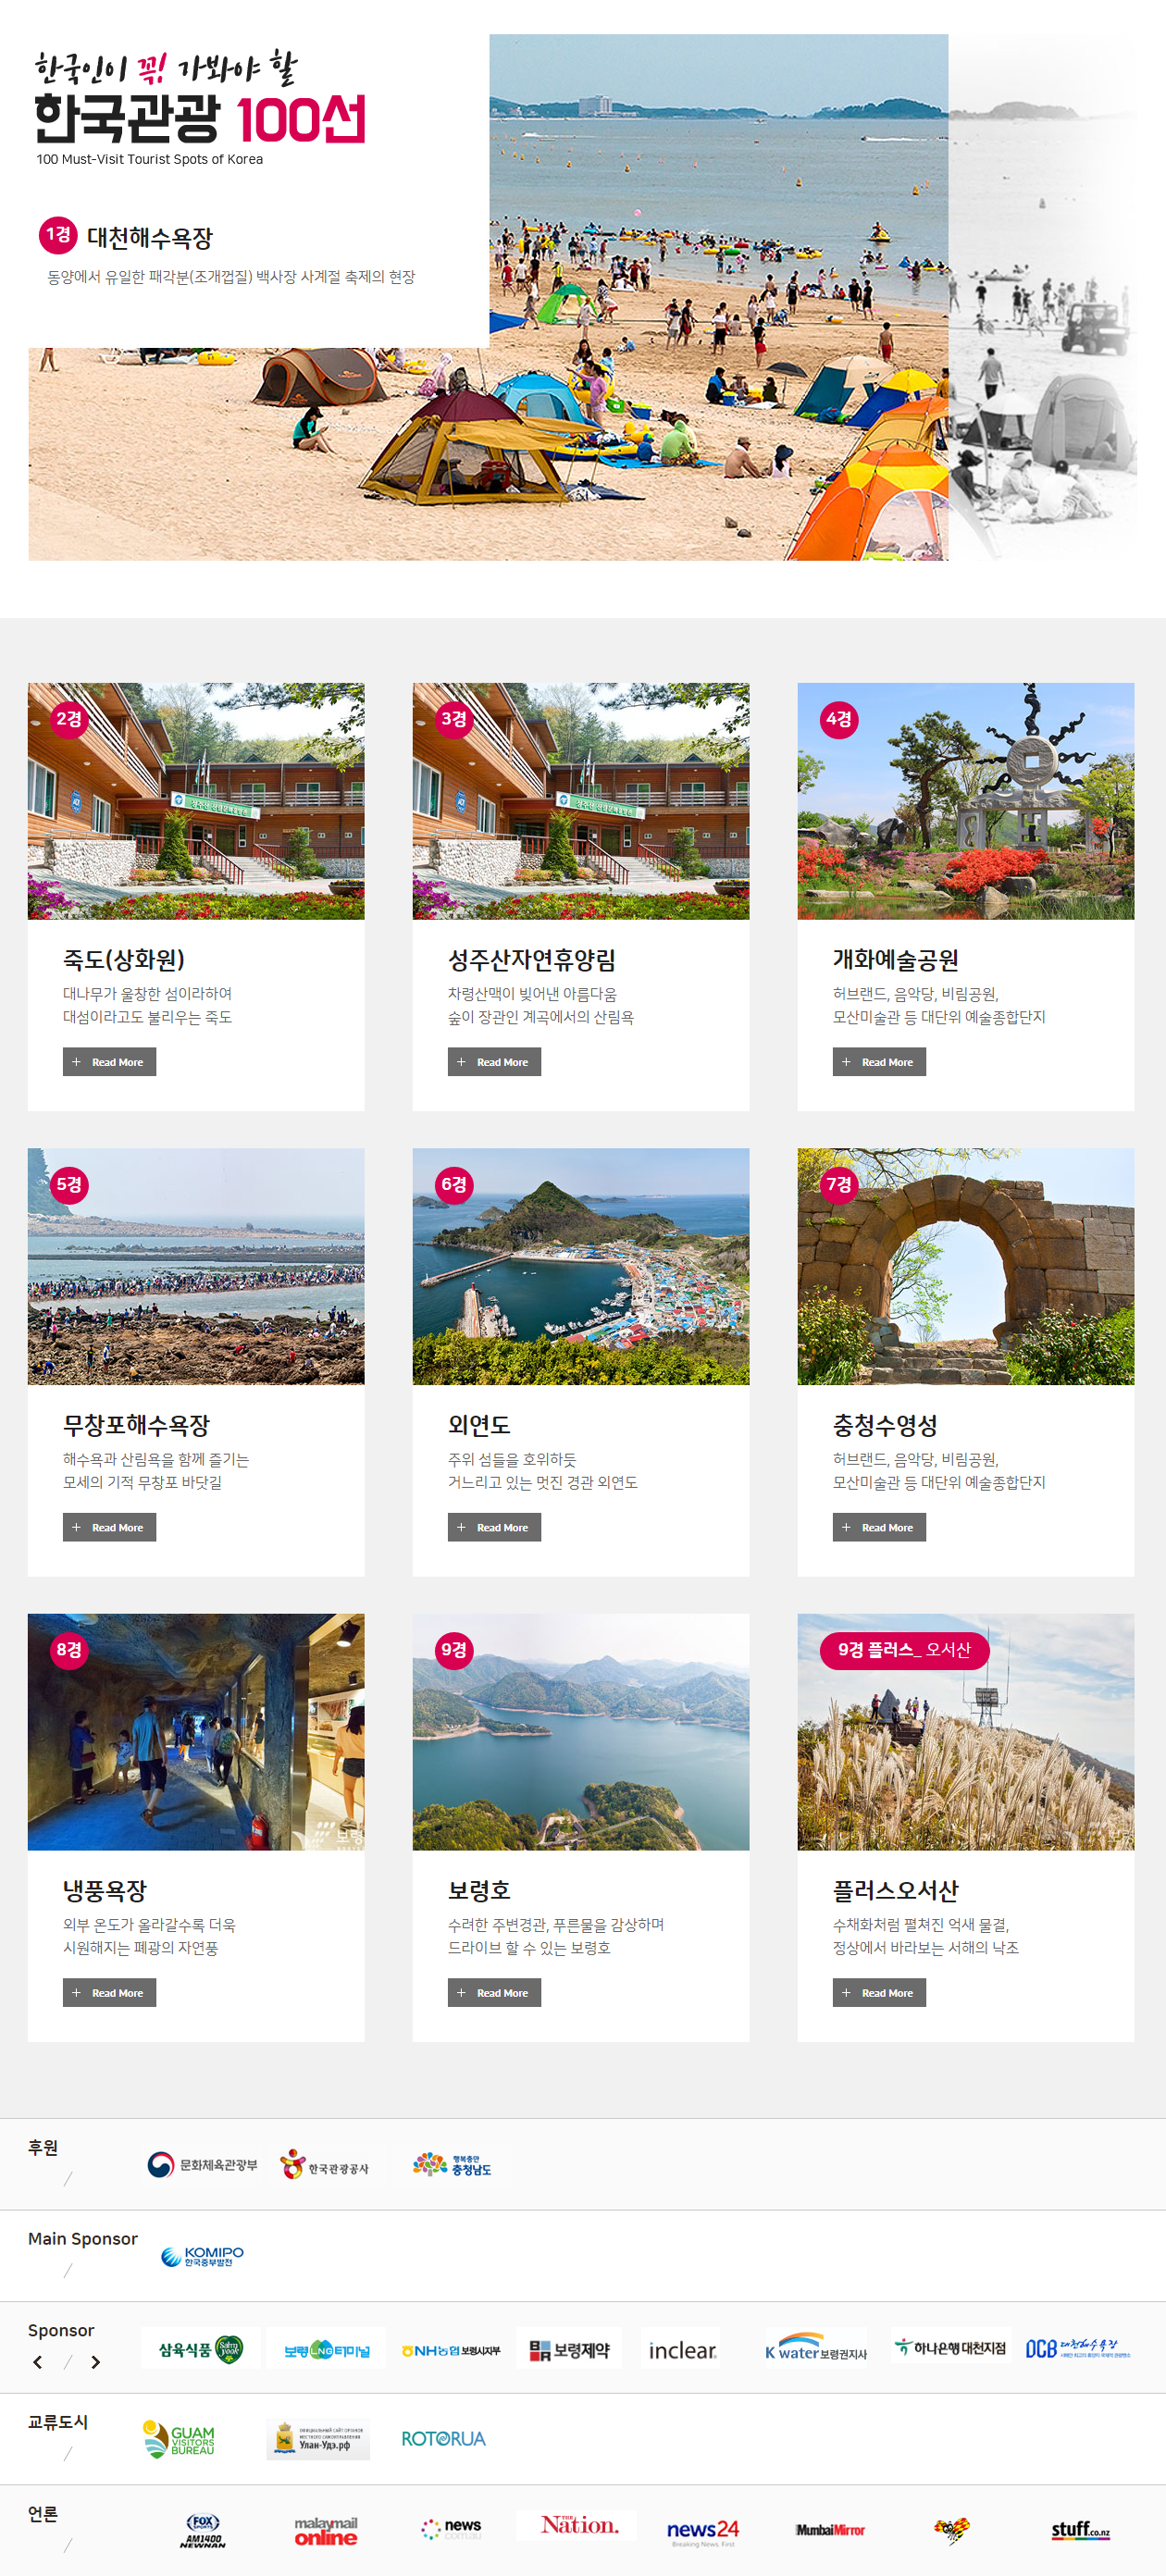 한국인이 꼭! 가봐야 할
한국관광 100선
100 Must-Visit Tourist Spots of Korea
1경 대천해수욕장
동양에서 유일한 패각분(조개껍질) 백사장 사계절 축제의 현장
2경
3경
4경
죽도(상화원)
대나무가 울창한 섬이라하여
대섬이라고도 불리우는 죽도
+ Read More
성주산자연휴양림
차령산맥이 빚어낸 아름다움
숲이 장관인 계곡에서의 산림욕
+ Read More
개화예술공원
허브랜드, 음악당, 비림공원,
모산미술관 등 대단위 예술종합단지
+ Read More
5경
6경
7경
무창포해수욕장
해수욕과 산림욕을 함께 즐기는
모세의 기적 무창포 바닷길
+ Read More
외연도
주위 섬들을 호위하듯
거느리고 있는 멋진 경관 외연도
+ Read More
충청수영성
허브랜드, 음악당, 비림공원,
모산미술관 등 대단위 예술종합단지
+ Read More
8경
9경
9경 플러스_ 오서산
보령
냉풍욕장
외부 온도가 올라갈수록 더욱
시원해지는 폐광의 자연풍
+ Read More
보령호
수려한 주변경관, 푸른물을 감상하며
드라이브 할 수 있는 보령호
+ Read More
플러스오서산
수채화처럼 펼쳐진 억새 물결,
정상에서 바라보는 서해의 낙조
+ Read More
후원
문화체육관광부
한국관광공사
행복충만
충청남도
Main Sponsor
KOMIPO
한국중부발전
Sponsor
삼육식품 Sahm yook
보령LNG터미널
NH농협 보령시지부
BR 보령제약
inclear.
K water 보령권지사
하나은행 대천지점
DCB 대천해수욕장
교류도시
GUAM
VISITORS
BUREAU
Улан-Удэ.рф
ROTORUA
언론
FOX
SPORTS
AM1400
NEWNAN
malaymail
online
news
com.au
THE
Nation.
news24
Breaking News. First
MumbaiMirror
stuff.co.nz